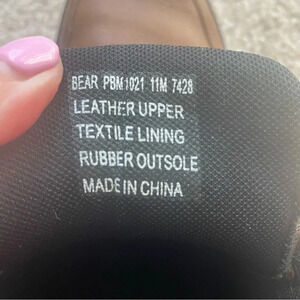 BEAR PBM1021 11M 7428
LEATHER UPPER
TEXTILE LINING
RUBBER OUTSOLE
MADE IN CHINA